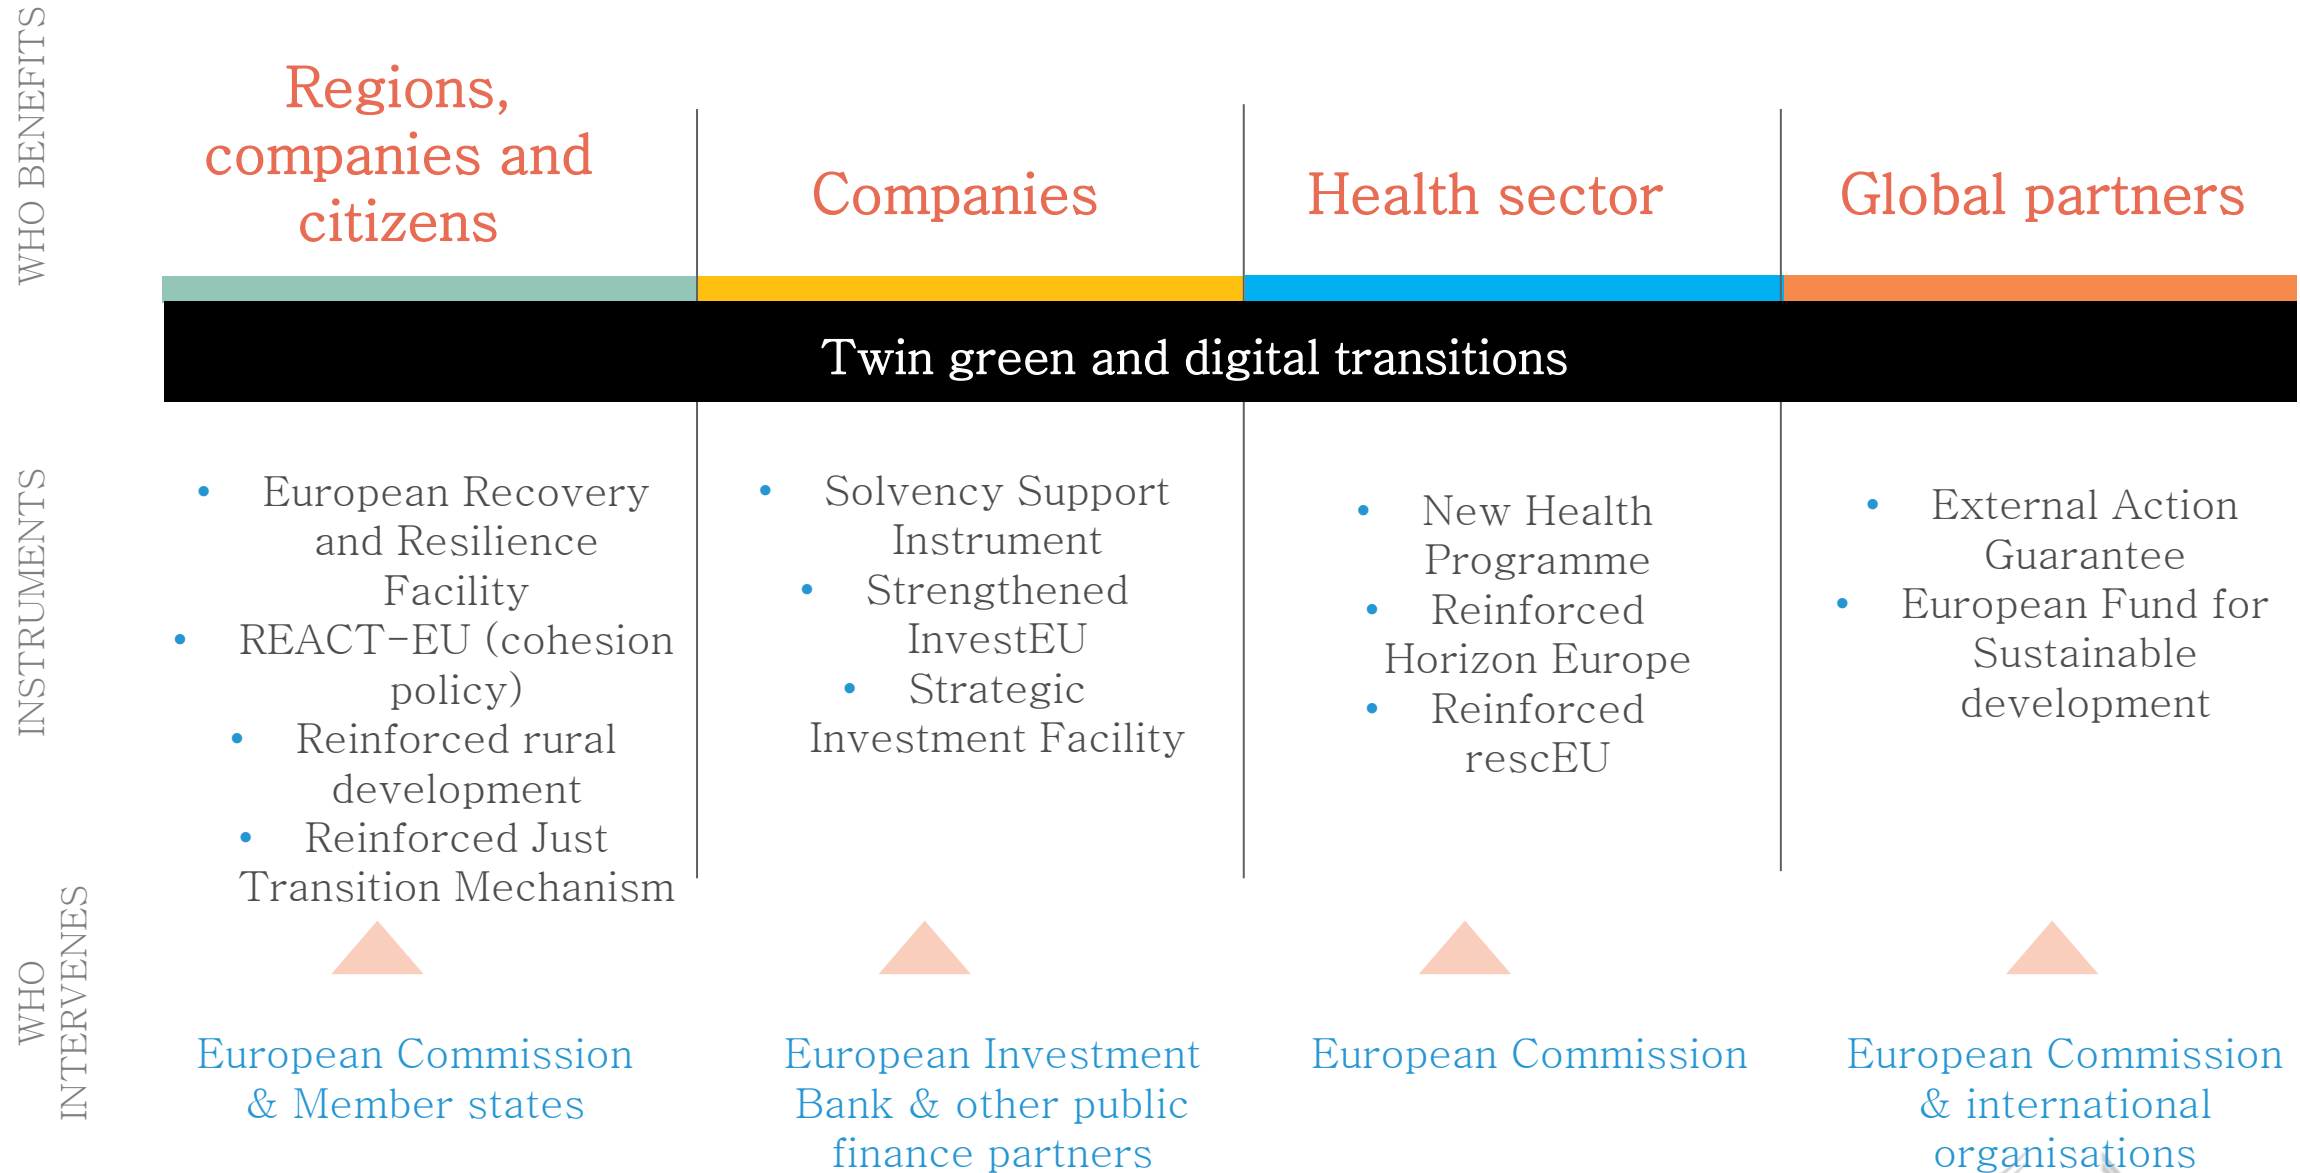 WHO BENEFITS
Regions,
companies and
citizens
Companies
Health sector
Global partners
Twin green and digital transitions
INSTRUMENTS
• European Recovery
and Resilience
Facility
• REACT-EU (cohesion
policy)
• Reinforced rural
development
• Reinforced Just
Transition Mechanism
• Solvency Support
Instrument
• Strengthened
InvestEU
• Strategic
Investment Facility
• New Health
Programme
• Reinforced
Horizon Europe
• Reinforced
rescEU
• External Action
Guarantee
• European Fund for
Sustainable
development
WHO
INTERVENES
European Commission
& Member states
European Investment
Bank & other public
finance partners
European Commission
European Commission
& international
organisations